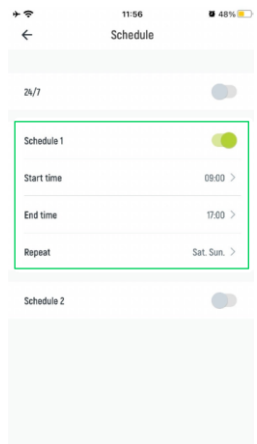 11:56
48%
Schedule
24/7
Schedule 1
Start time 09:00 >
End time 17:00 >
Repeat Sat. Sun. >
Schedule 2